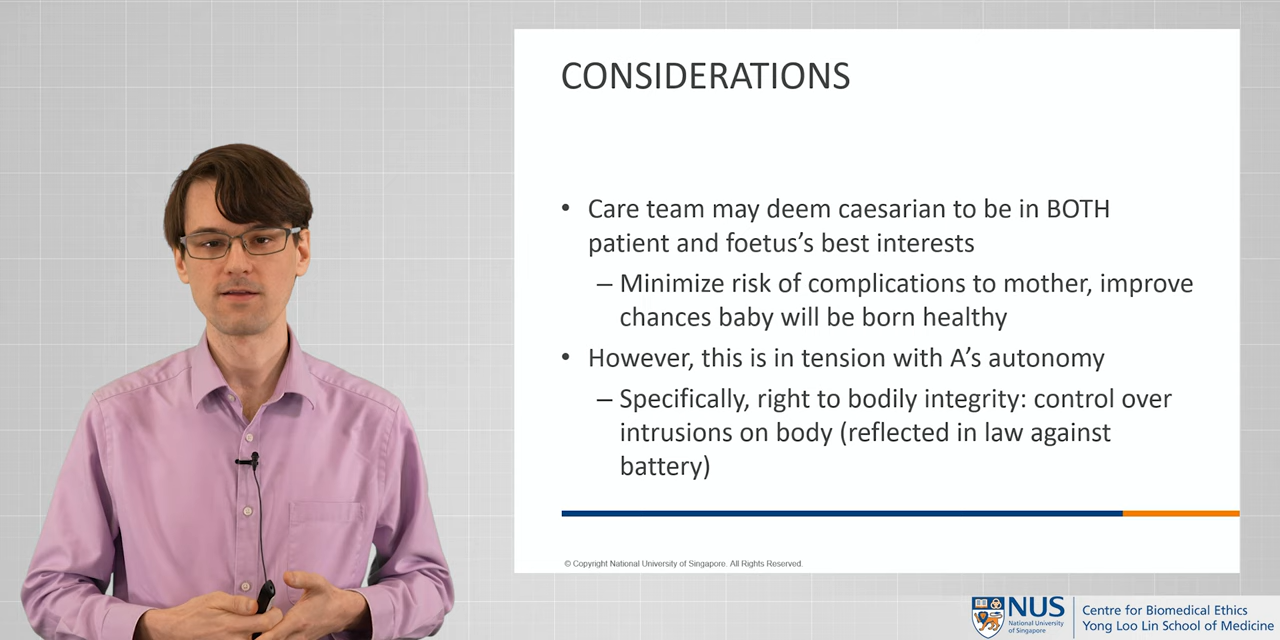 CONSIDERATIONS
• Care team may deem caesarian to be in BOTH
patient and foetus’s best interests
– Minimize risk of complications to mother, improve
chances baby will be born healthy
• However, this is in tension with A’s autonomy
– Specifically, right to bodily integrity: control over
intrusions on body (reflected in law against
battery)
© Copyright National University of Singapore. All Rights Reserved.
NUS
National University
of Singapore
Centre for Biomedical Ethics
Yong Loo Lin School of Medicine